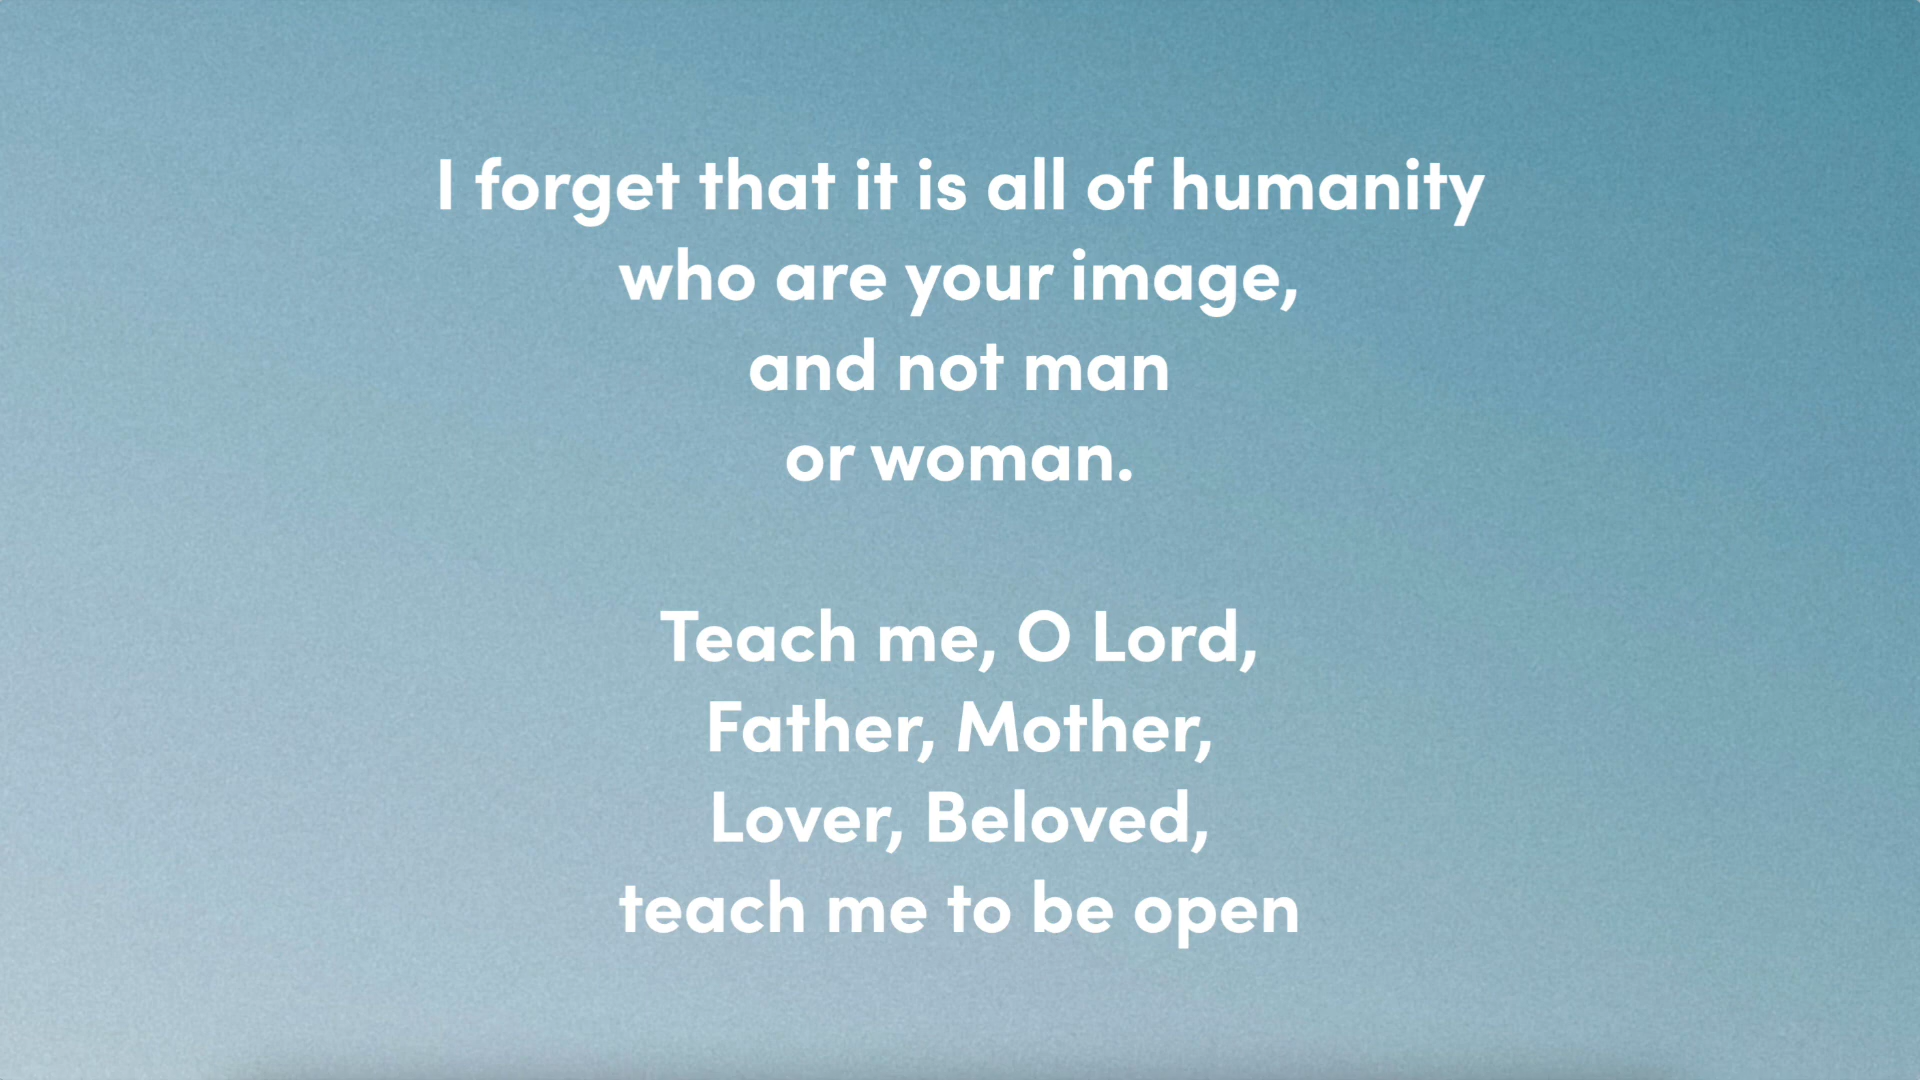 I forget that it is all of humanity
who are your image,
and not man
or woman.
Teach me, O Lord,
Father, Mother,
Lover, Beloved,
teach me to be open